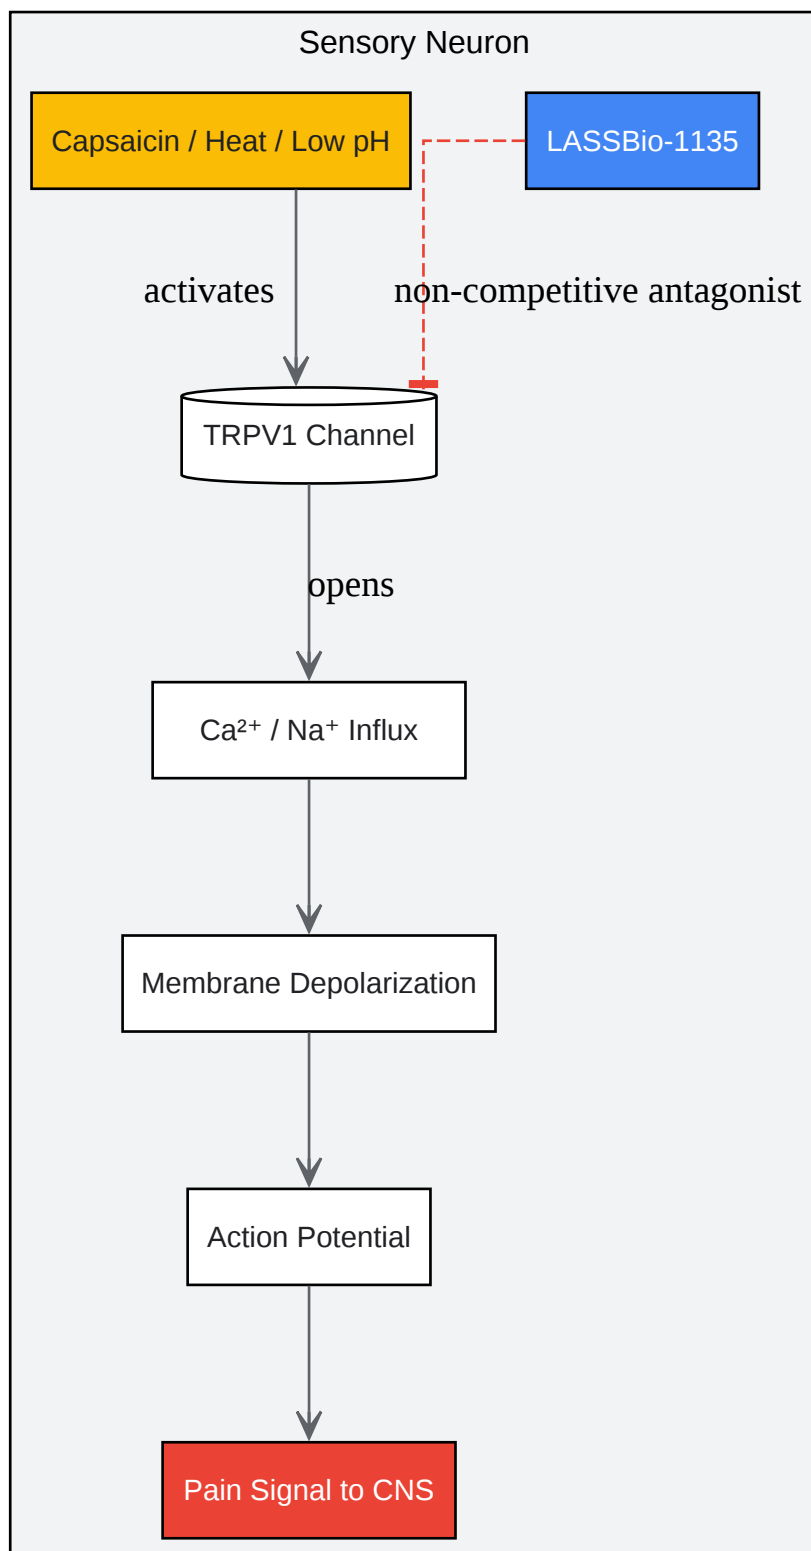 Sensory Neuron
Capsaicin / Heat / Low pH
LASSBio-1135
activates
non-competitive antagonist
TRPV1 Channel
opens
Ca²⁺ / Na⁺ Influx
Membrane Depolarization
Action Potential
Pain Signal to CNS